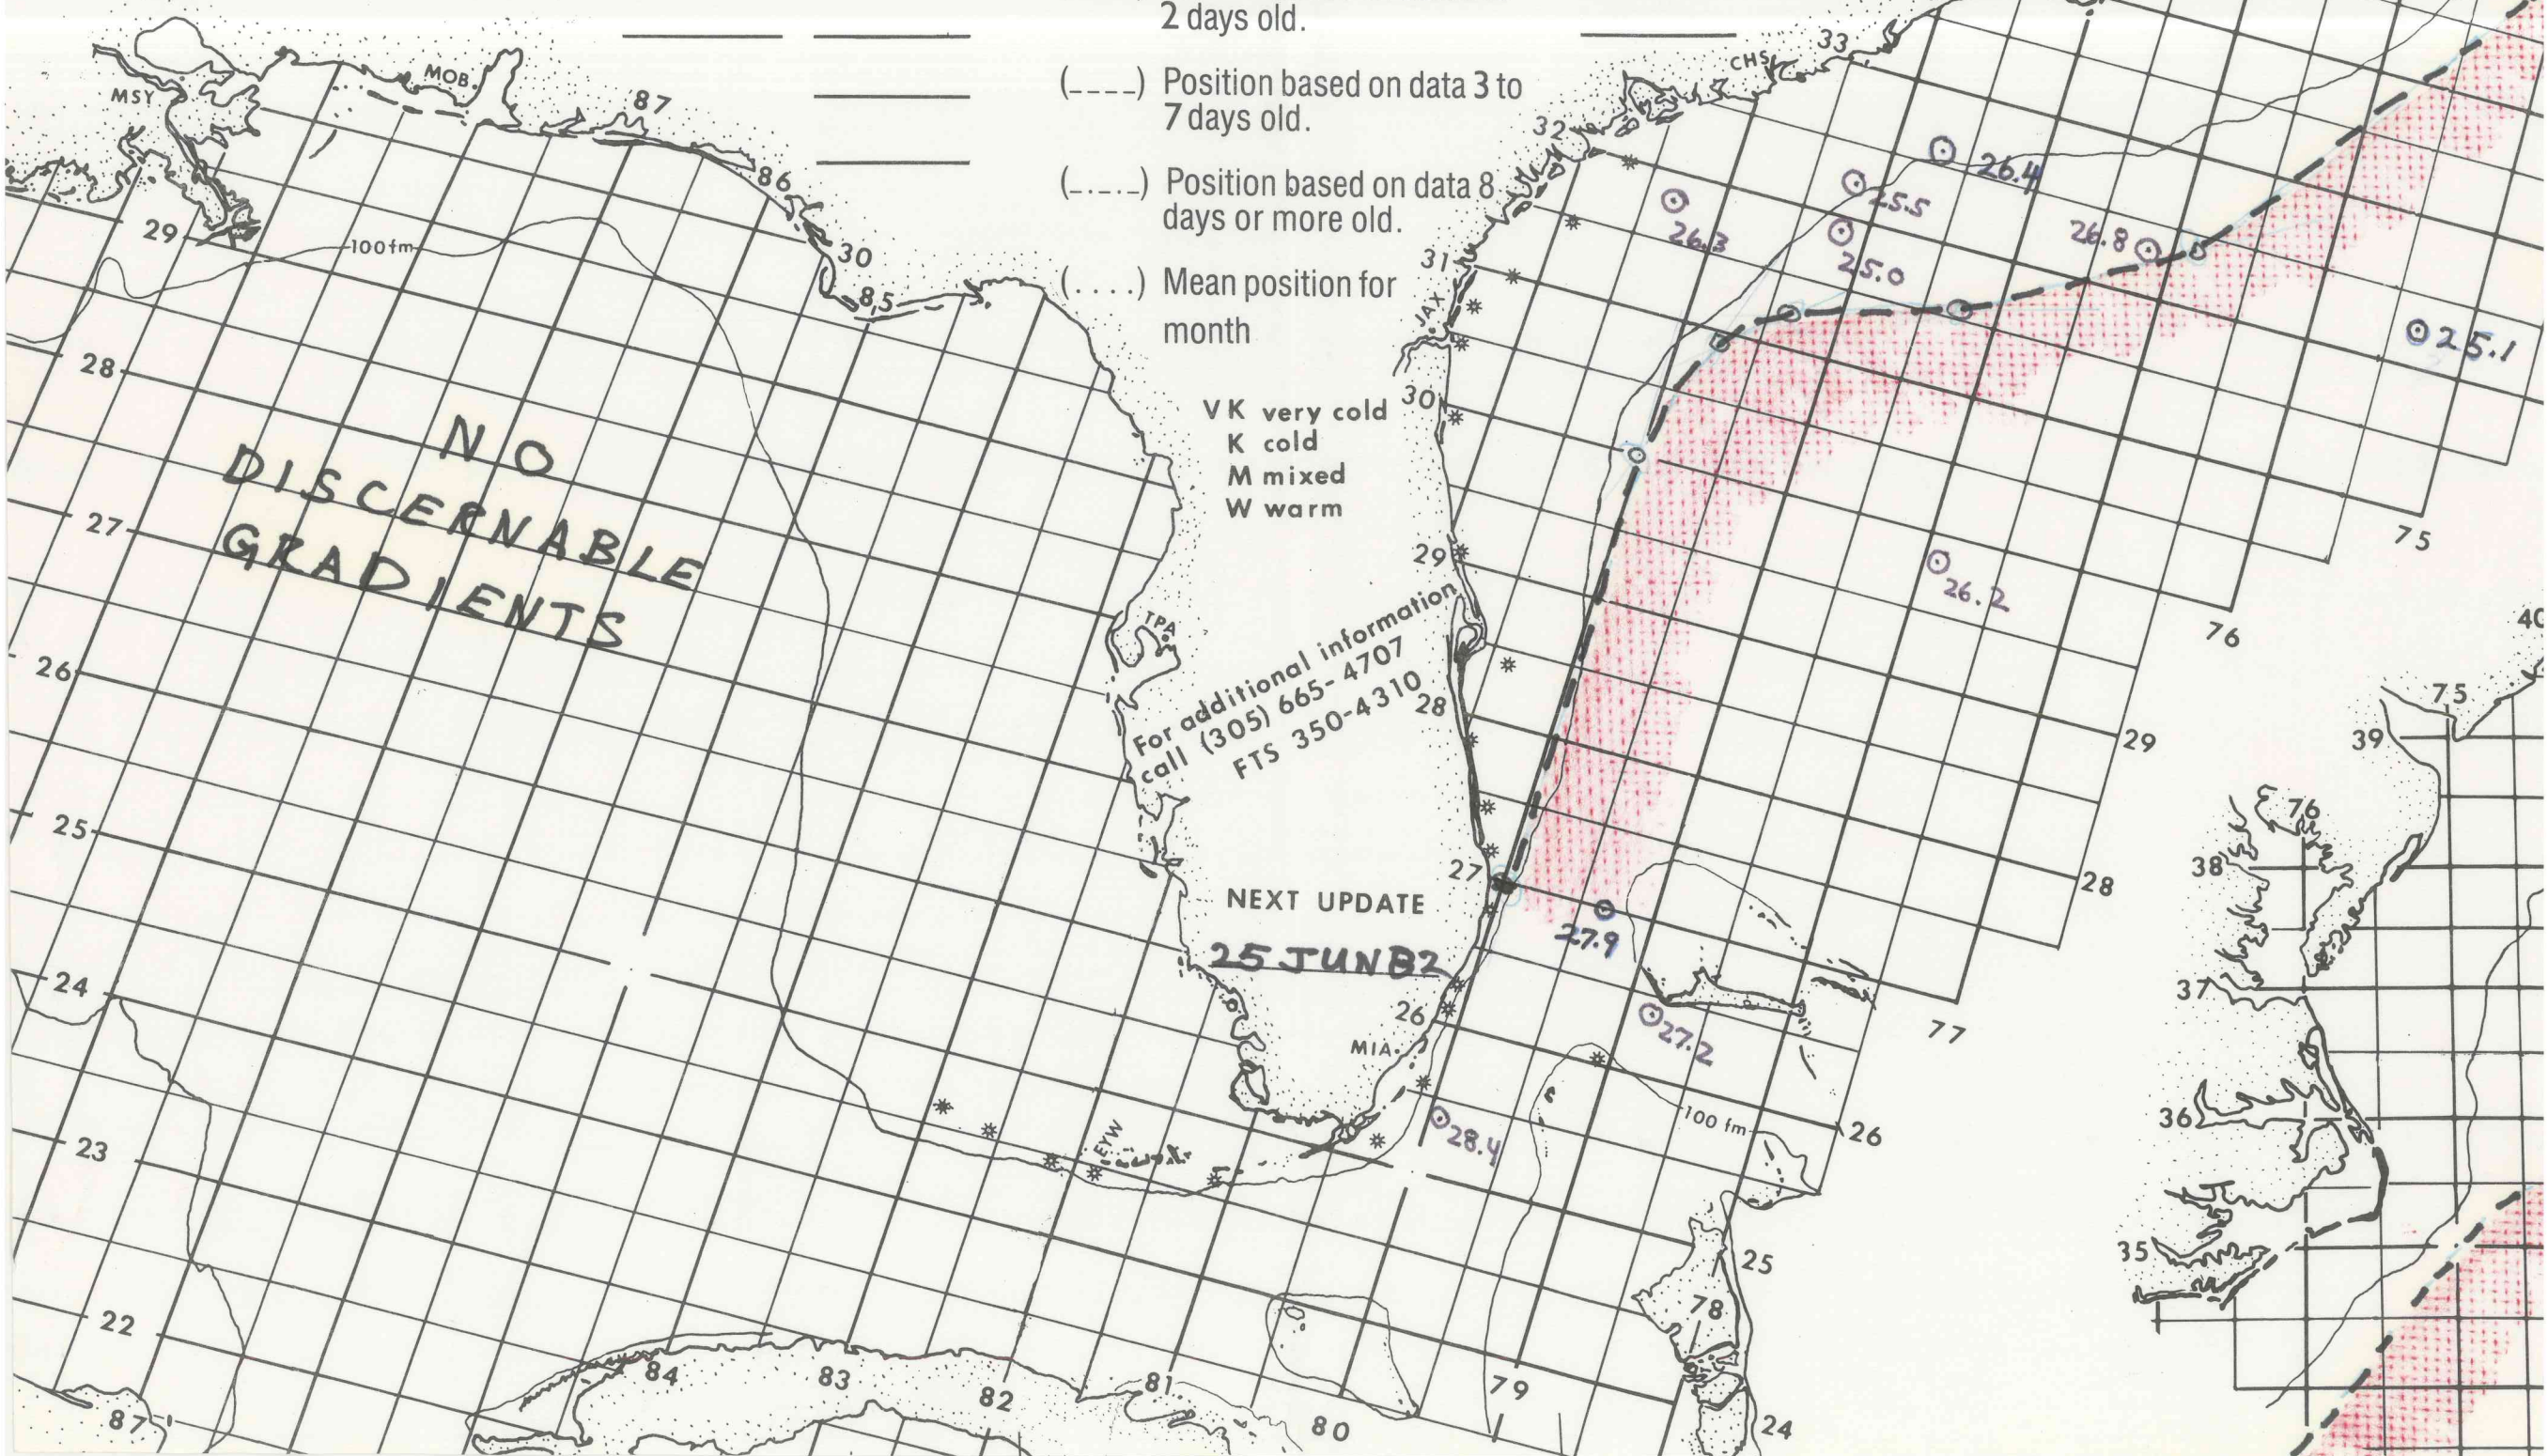 2 days old.
(----) Position based on data 3 to
7 days old.
(_._._) Position based on data 8
days or more old.
(....) Mean position for
month
VK very cold
K cold
M mixed
W warm
For additional information
call (305) 665-4707
FTS 350-4310
NEXT UPDATE
25 JUN82
NO
DISCERNABLE
GRADIENTS
MSY
MOB.
87
86
30
85
29
100fm
28
27
26
25
24
23
22
87
84
83
82
81
80
79
TPA
EYW
MIA.
JAX
CHS
33
32
31
30
29
28
27
26
26.3
25.5
26.4
25.0
26.8
25.1
26.2
27.9
27.2
28.4
75
76
29
28
77
100 fm
26
25
78
24
40
75
39
76
38
37
36
35